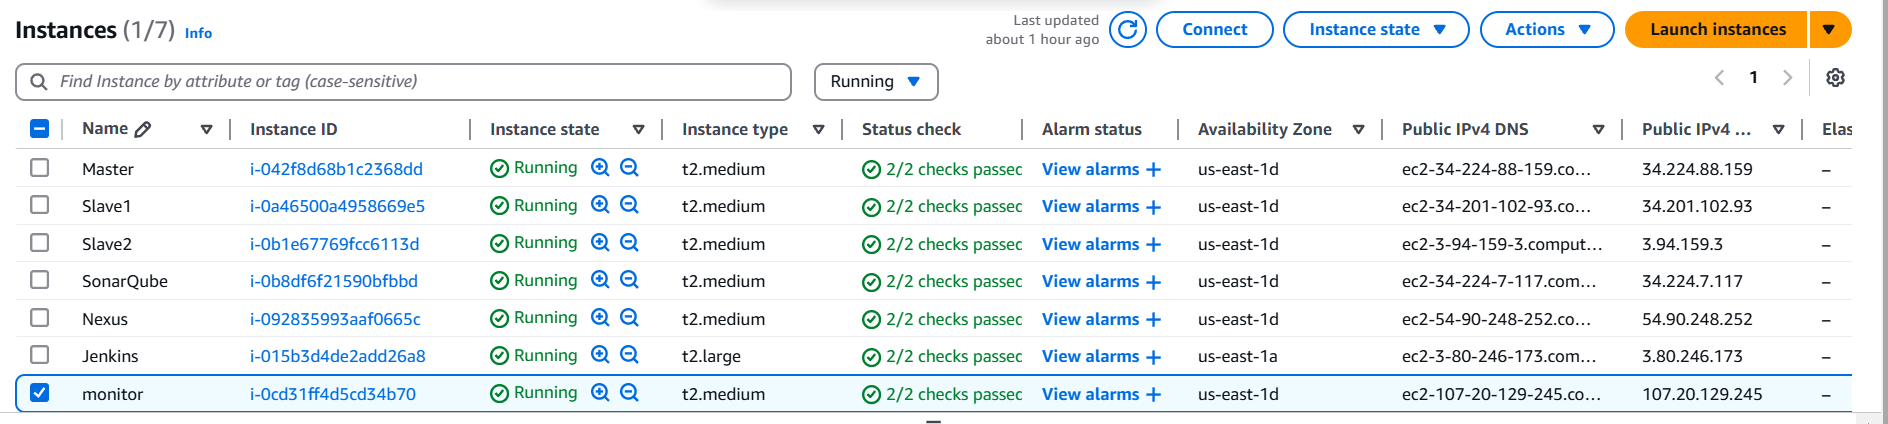 Instances (1/7) Info
Last updated
about 1 hour ago
Connect
Instance state
Actions
Launch instances
Find Instance by attribute or tag (case-sensitive)
Running
1
Name Instance ID Instance state Instance type Status check Alarm status Availability Zone Public IPv4 DNS Public IPv4 ... Elas
Master i-042f8d68b1c2368dd Running t2.medium 2/2 checks passec View alarms + us-east-1d ec2-34-224-88-159.co... 34.224.88.159 –
Slave1 i-0a46500a4958669e5 Running t2.medium 2/2 checks passec View alarms + us-east-1d ec2-34-201-102-93.co... 34.201.102.93 –
Slave2 i-0b1e67769fcc6113d Running t2.medium 2/2 checks passec View alarms + us-east-1d ec2-3-94-159-3.comput... 3.94.159.3 –
SonarQube i-0b8df6f21590bfbbd Running t2.medium 2/2 checks passec View alarms + us-east-1d ec2-34-224-7-117.com... 34.224.7.117 –
Nexus i-092835993aaf0665c Running t2.medium 2/2 checks passec View alarms + us-east-1d ec2-54-90-248-252.co... 54.90.248.252 –
Jenkins i-015b3d4de2add26a8 Running t2.large 2/2 checks passec View alarms + us-east-1a ec2-3-80-246-173.com... 3.80.246.173 –
monitor i-0cd31ff4d5cd34b70 Running t2.medium 2/2 checks passec View alarms + us-east-1d ec2-107-20-129-245.co... 107.20.129.245 –